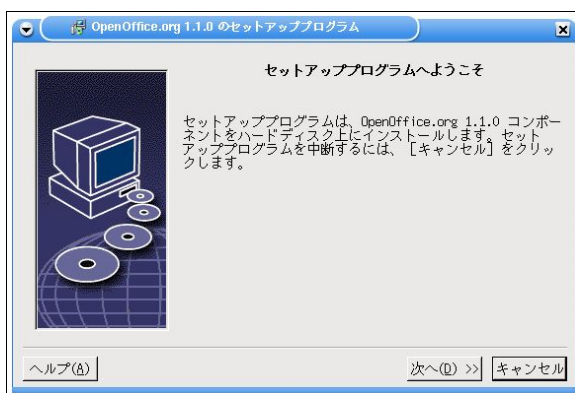 OpenOffice.org 1.1.0 のセットアッププログラム
セットアッププログラムへようこそ
セットアッププログラムは、OpenOffice.org 1.1.0 コンポー
ネントをハードディスク上にインストールします。セット
アッププログラムを中断するには、［キャンセル］をクリッ
クします。
ヘルプ(A)
次へ(D) >>
キャンセル